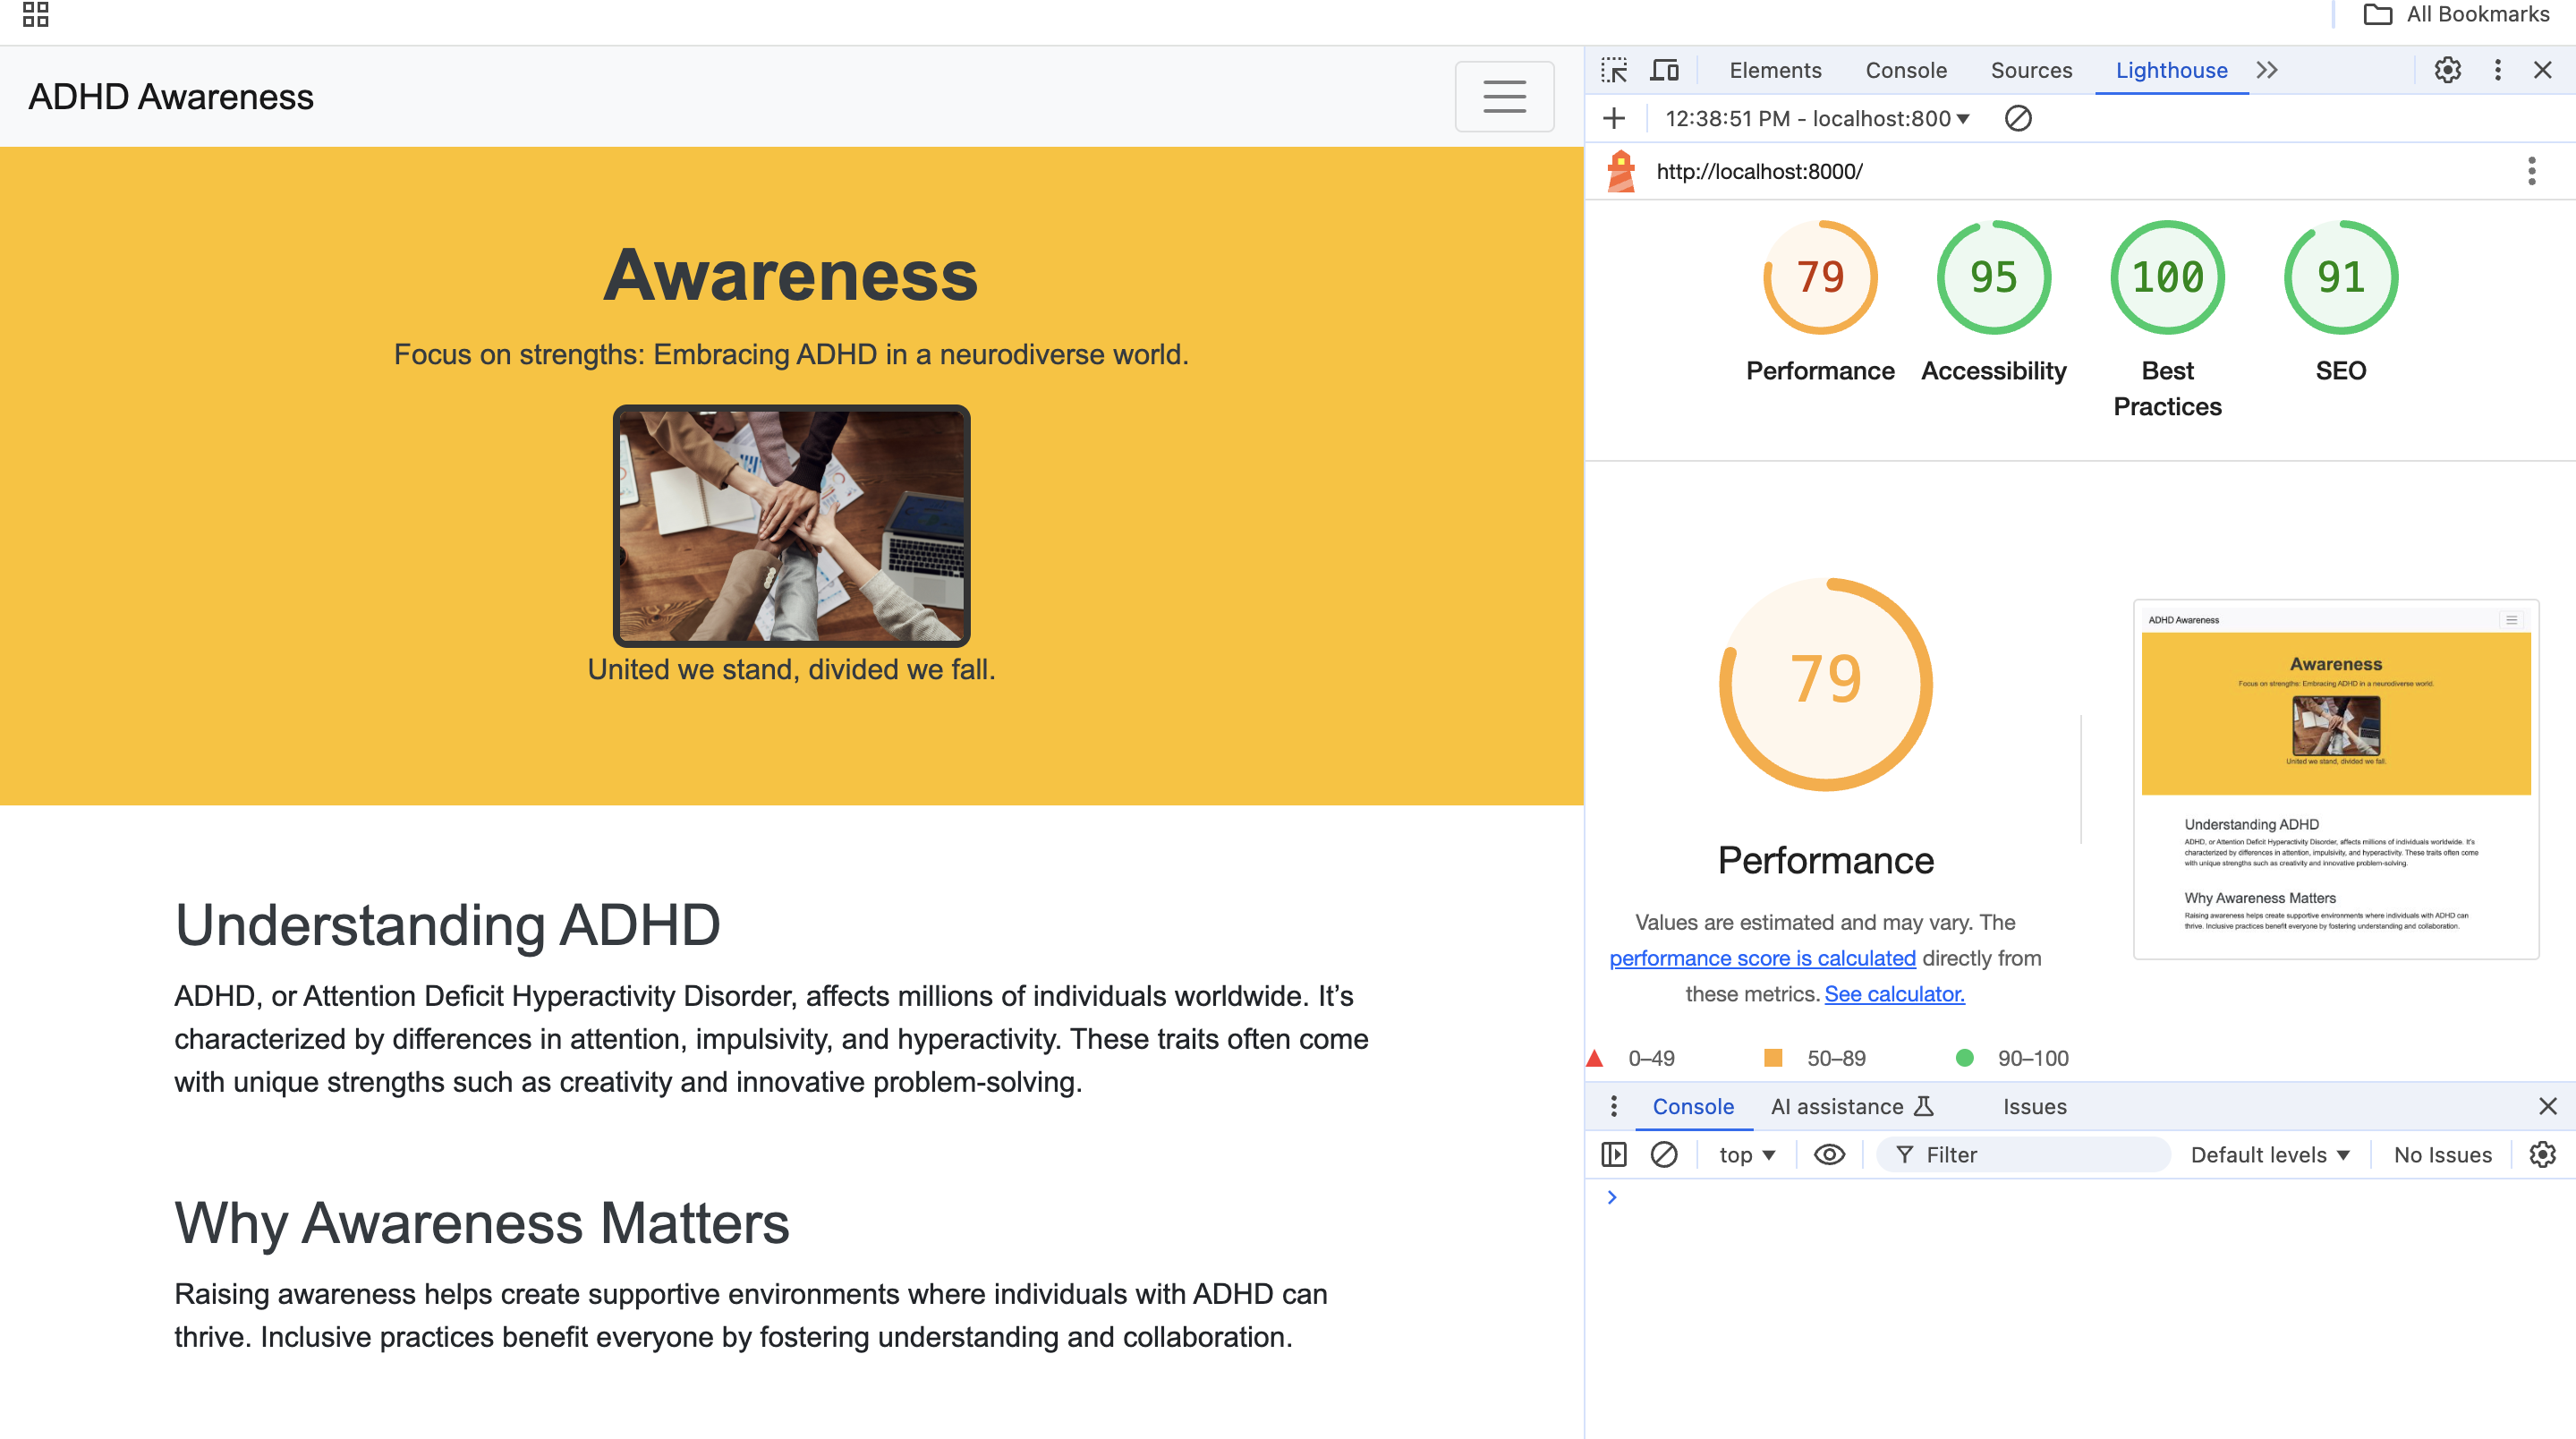 All Bookmarks
ADHD Awareness
Awareness
Focus on strengths: Embracing ADHD in a neurodiverse world.
United we stand, divided we fall.
Understanding ADHD
ADHD, or Attention Deficit Hyperactivity Disorder, affects millions of individuals worldwide. It’s
characterized by differences in attention, impulsivity, and hyperactivity. These traits often come
with unique strengths such as creativity and innovative problem-solving.
Why Awareness Matters
Raising awareness helps create supportive environments where individuals with ADHD can
thrive. Inclusive practices benefit everyone by fostering understanding and collaboration.
Elements Console Sources Lighthouse
12:38:51 PM - localhost:800
http://localhost:8000/
79 95 100 91
Performance Accessibility Best Practices SEO
79
Performance
Values are estimated and may vary. The
performance score is calculated directly from
these metrics. See calculator.
0–49 50–89 90–100
ADHD Awareness
Awareness
Focus on strengths: Embracing ADHD in a neurodiverse world.
United we stand, divided we fall.
Understanding ADHD
ADHD, or Attention Deficit Hyperactivity Disorder, affects millions of individuals worldwide. It’s
characterized by differences in attention, impulsivity, and hyperactivity. These traits often come
with unique strengths such as creativity and innovative problem-solving.
Why Awareness Matters
Raising awareness helps create supportive environments where individuals with ADHD can
thrive. Inclusive practices benefit everyone by fostering understanding and collaboration.
Console AI assistance Issues
top Filter Default levels No Issues